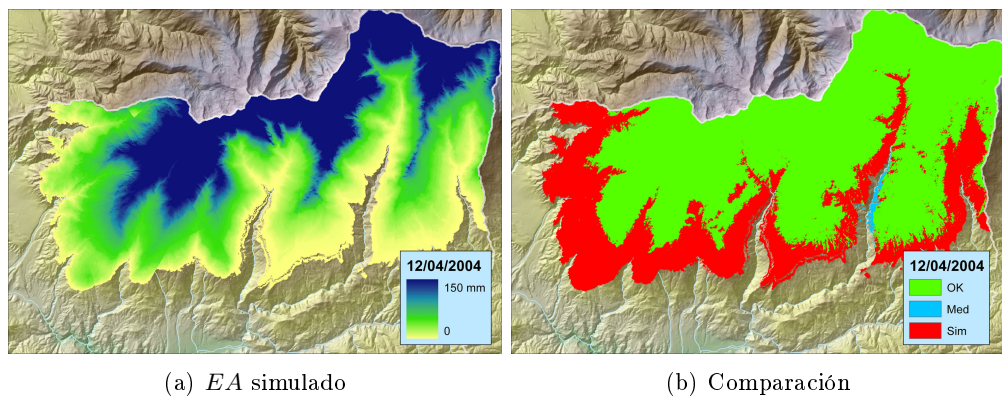 12/04/2004
150 mm
0
12/04/2004
OK
Med
Sim
(a) EA simulado
(b) Comparación